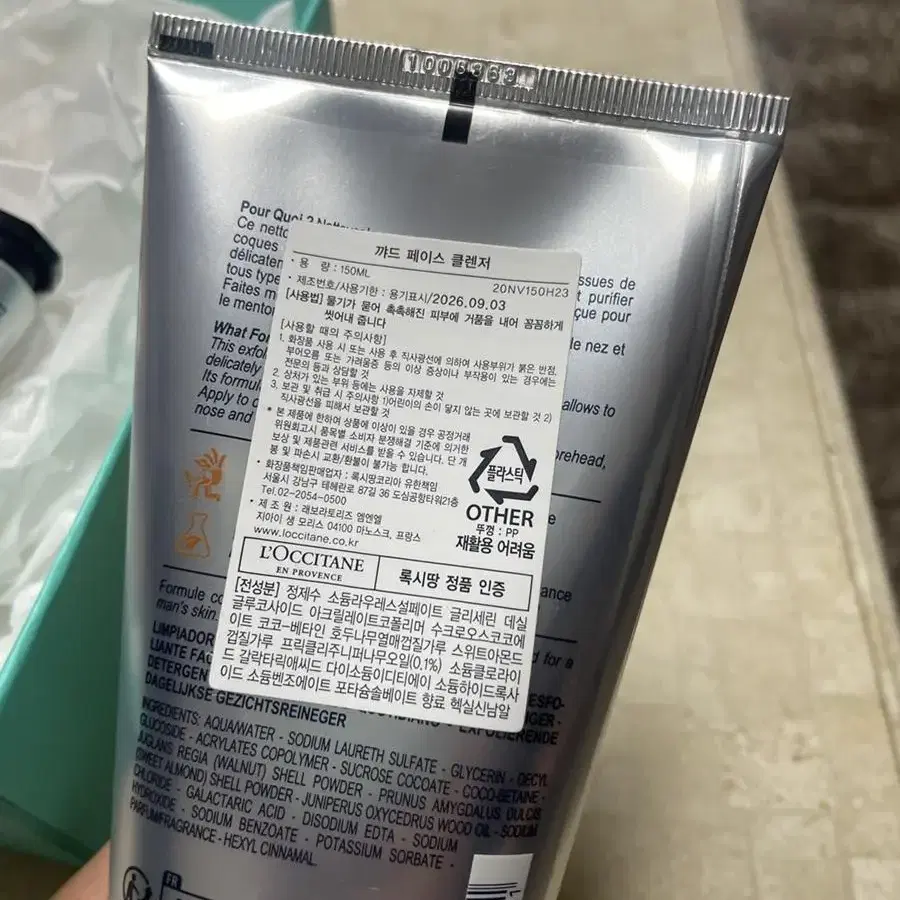 1006363
Pour Quoi ?
Ce netto
coques
délicaten
tous type
Faites m
le mento
ssues de
t purifier
çue pour
le nez et
What For
This exfol
delicately
Its formula
Apply to d
nose and
allows to
orehead,
꺄드 페이스 클렌저
• 용 량 : 150ML
20NV150H23
• 제조번호/사용기한 : 용기표시/2026.09.03
[사용법] 물기가 묻어 촉촉해진 피부에 거품을 내어 꼼꼼하게
씻어내 줍니다
[사용할 때의 주의사항]
1. 화장품 사용 시 또는 사용 후 직사광선에 의하여 사용부위가 붉은 반점,
부어오름 또는 가려움증 등의 이상 증상이나 부작용이 있는 경우에는
전문의 등과 상담할 것
2. 상처가 있는 부위 등에는 사용을 자제할 것
3. 보관 및 취급 시 주의사항 1)어린이의 손이 닿지 않는 곳에 보관할 것 2)
직사광선을 피해서 보관할 것
* 본 제품에 한하여 상품에 이상이 있을 경우 공정거래
위원회고시 품목별 소비자 분쟁해결 기준에 의거한
보상 및 제품관련 서비스를 받을 수 있습니다. 단 개
봉 및 파손시 교환/환불이 불가능 합니다.
• 화장품책임판매업자 : 록시땅코리아 유한책임
서울시 강남구 테헤란로 87길 36 도심공항타워21층
Tel.02-2054-0500
• 제 조 원 : 래보라토리즈 엠엔엘
지아이 생 모리스 04100 마노스크, 프랑스
www.loccitane.co.kr
플라스틱
OTHER
뚜껑 : PP
재활용 어려움
L'OCCITANE
EN PROVENCE
록시땅 정품 인증
[전성분] 정제수 소듐라우레스설페이트 글리세린 데실
글루코사이드 아크릴레이트코폴리머 수크로오스코코에
이트 코코-베타인 호두나무열매껍질가루 스위트아몬드
껍질가루 프릭클리주니퍼나무오일(0.1%) 소듐클로라이
드 갈락타릭애씨드 다이소듐이디티에이 소듐하이드록사
이드 소듐벤조에이트 포타슘솔베이트 향료 헥실신남알
Formule co
man's skin.
ance
d for a
LIMPIADOR
LIANTE FAC
DETERGEN
ESFO-
IGER -
EXFOLIERENDE
DAGELIJKSE GEZICHTSREINEGER
INGREDIENTS: AQUA/WATER - SODIUM LAURETH SULFATE - GLYCERIN - DECYL
GLUCOSIDE - ACRYLATES COPOLYMER - SUCROSE COCOATE - COCO-BETAINE -
JUGLANS REGIA (WALNUT) SHELL POWDER - PRUNUS AMYGDALUS DULCIS
(SWEET ALMOND) SHELL POWDER - JUNIPERUS OXYCEDRUS WOOD OIL - SODIUM
CHLORIDE - GALACTARIC ACID - DISODIUM EDTA - SODIUM
HYDROXIDE - SODIUM BENZOATE - POTASSIUM SORBATE -
PARFUM/FRAGRANCE - HEXYL CINNAMAL
FR